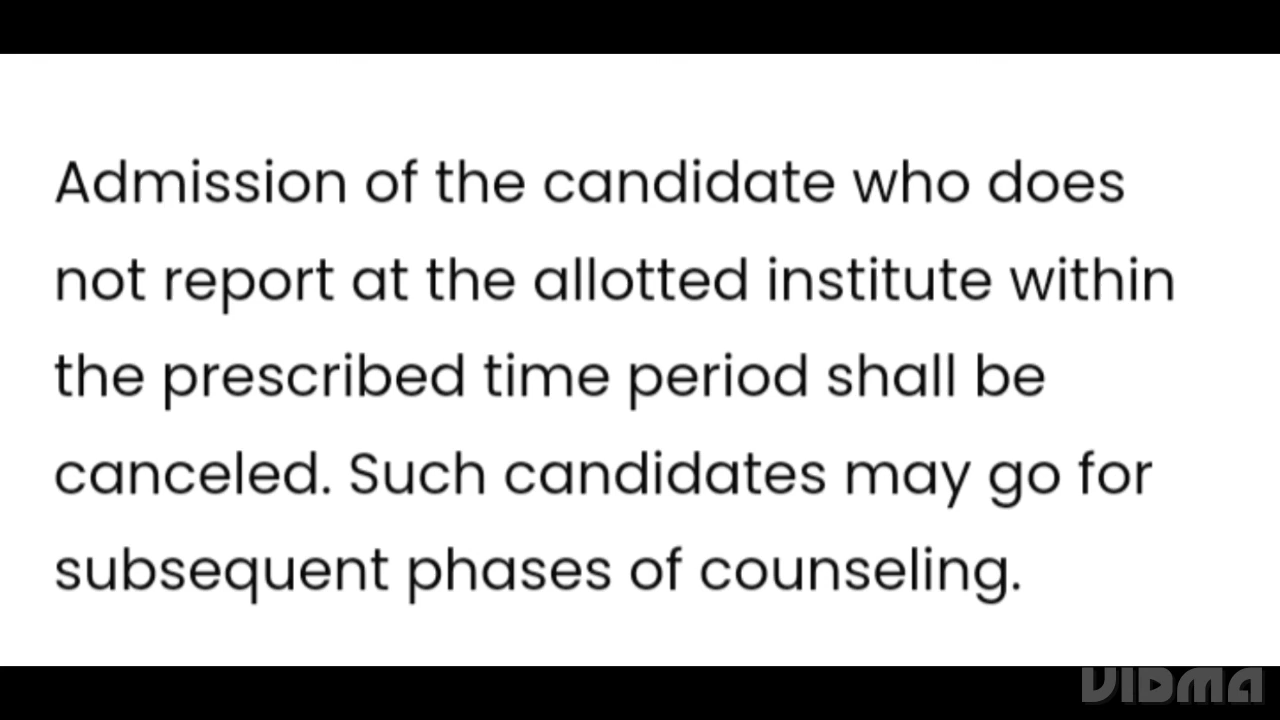 Admission of the candidate who does
not report at the allotted institute within
the prescribed time period shall be
canceled. Such candidates may go for
subsequent phases of counseling.
VIDMA